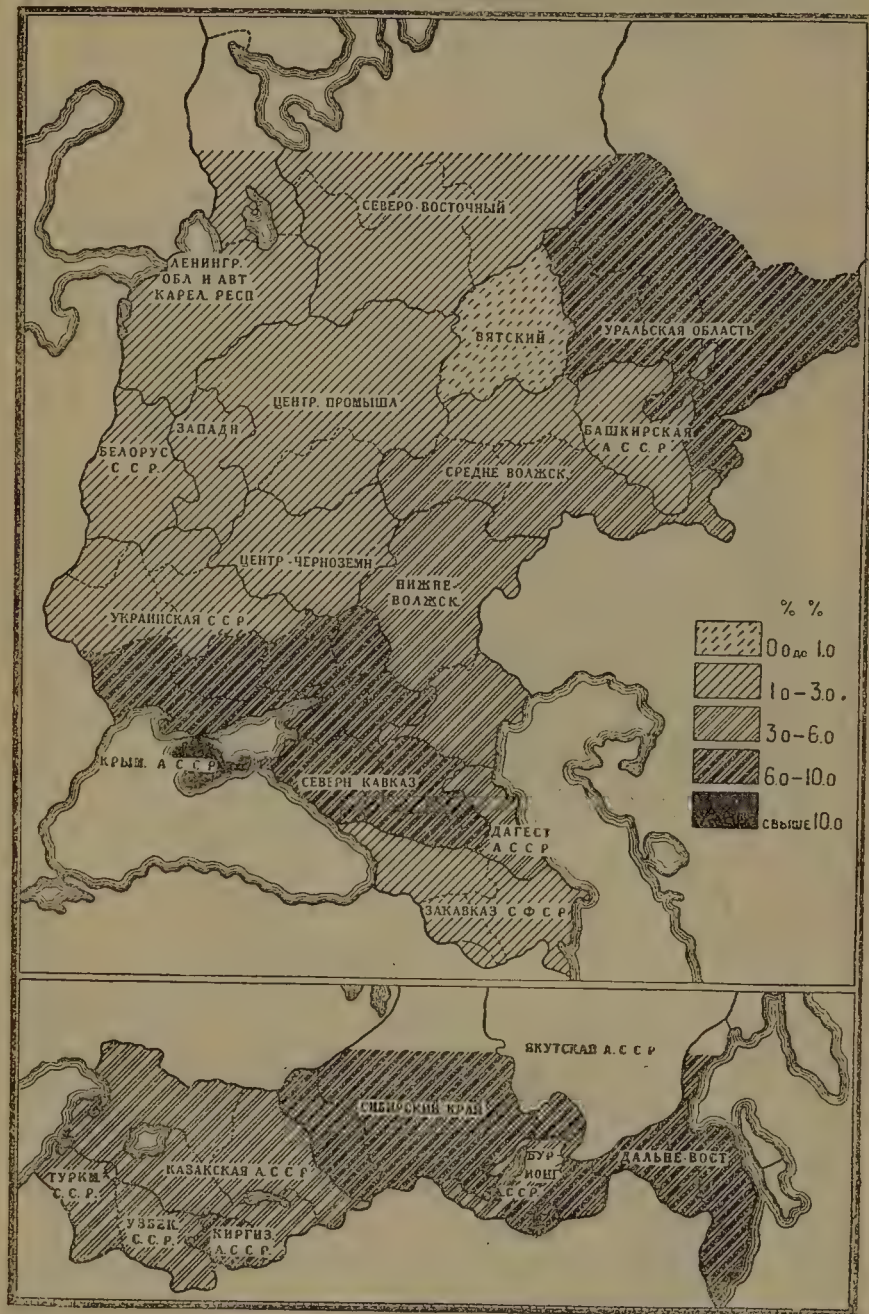 СЕВЕРО-ВОСТОЧНЫЙ
ЛЕНИНГР.
ОБЛ И АВТ
КАРЕЛ. РЕСП
ВЯТСКИЙ
УРАЛЬСКАЯ ОБЛАСТЬ
ЦЕНТР. ПРОМЫШЛ
ЗАПАДН
БЕЛОРУС
С С Р.
БАШКИРСКАЯ
А С С Р.
СРЕДНЕ ВОЛЖСК.
ЦЕНТР-ЧЕРНОЗЕМН
НИЖНЕ-
ВОЛЖСК.
УКРАИНСКАЯ С С Р
% %
0 0 до 1.0
1 0 – 3.0.
3 0 – 6.0
6.0 – 10.0
СВЫШЕ 10.0
КРЫМ. А С С Р
СЕВЕРН КАВКАЗ
ДАГЕСТ
А С С Р
ЗАКАВКАЗ С Ф С Р
ЯКУТСКАЯ А. С С Р
СИБИРСКИЙ КРАЙ
БУР-
МОНГ
А С С Р.
ДАЛЬНЕ-ВОСТ.
КАЗАКСКАЯ А. С С Р
ТУРКМ
С. С. Р.
УЗБЕК.
С С Р.
КИРГИЗ.
А. С С Р.